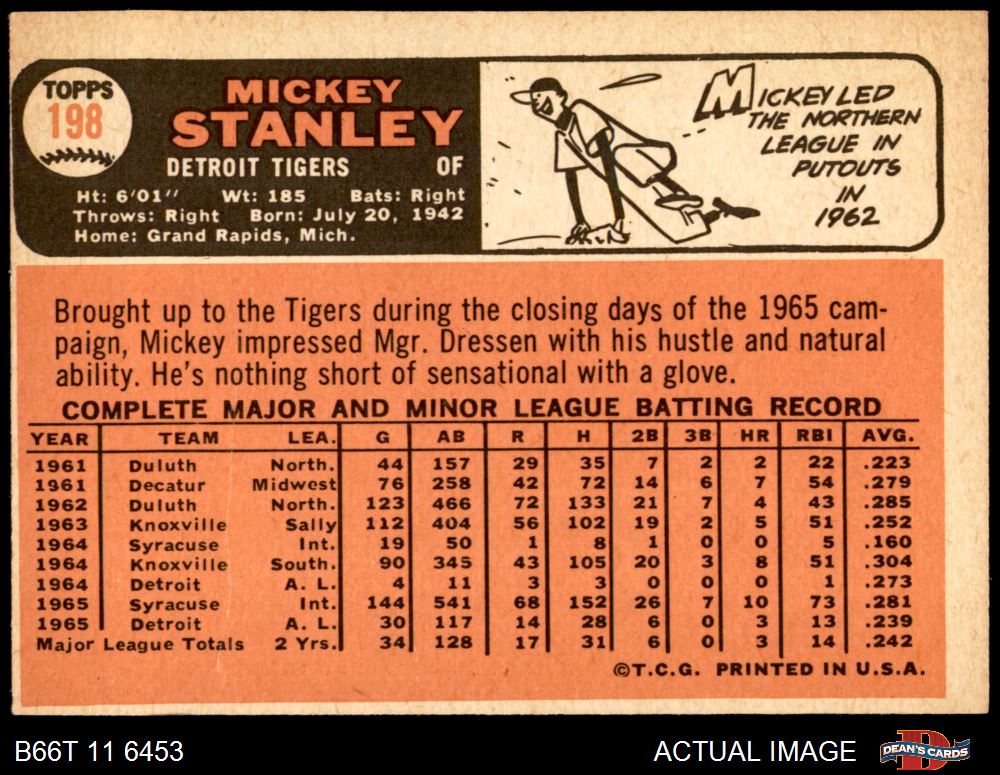 TOPPS
198
MICKEY
STANLEY
DETROIT TIGERS OF
Ht: 6'01" Wt: 185 Bats: Right
Throws: Right Born: July 20, 1942
Home: Grand Rapids, Mich.
MICKEY LED
THE NORTHERN
LEAGUE IN
PUTOUTS
IN
1962
Brought up to the Tigers during the closing days of the 1965 cam-
paign, Mickey impressed Mgr. Dressen with his hustle and natural
ability. He's nothing short of sensational with a glove.
COMPLETE MAJOR AND MINOR LEAGUE BATTING RECORD
YEAR TEAM LEA. G AB R H 2B 3B HR RBI AVG.
1961 Duluth North. 44 157 29 35 7 2 2 22 .223
1961 Decatur Midwest 76 258 42 72 14 6 7 54 .279
1962 Duluth North. 123 466 72 133 21 7 4 43 .285
1963 Knoxville Sally 112 404 56 102 19 2 5 51 .252
1964 Syracuse Int. 19 50 1 8 1 0 0 5 .160
1964 Knoxville South. 90 345 43 105 20 3 8 51 .304
1964 Detroit A. L. 4 11 3 3 0 0 0 1 .273
1965 Syracuse Int. 144 541 68 152 26 7 10 73 .281
1965 Detroit A. L. 30 117 14 28 6 0 3 13 .239
Major League Totals 2 Yrs. 34 128 17 31 6 0 3 14 .242
©T.C.G. PRINTED IN U.S.A.
B66T 11 6453 ACTUAL IMAGE DEAN'S CARDS